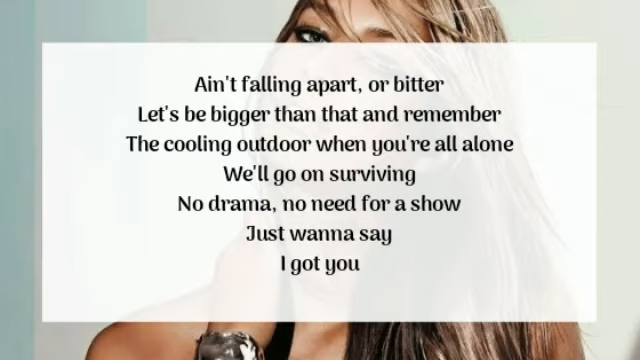 Ain't falling apart, or bitter
Let's be bigger than that and remember
The cooling outdoor when you're all alone
We'll go on surviving
No drama, no need for a show
Just wanna say
I got you